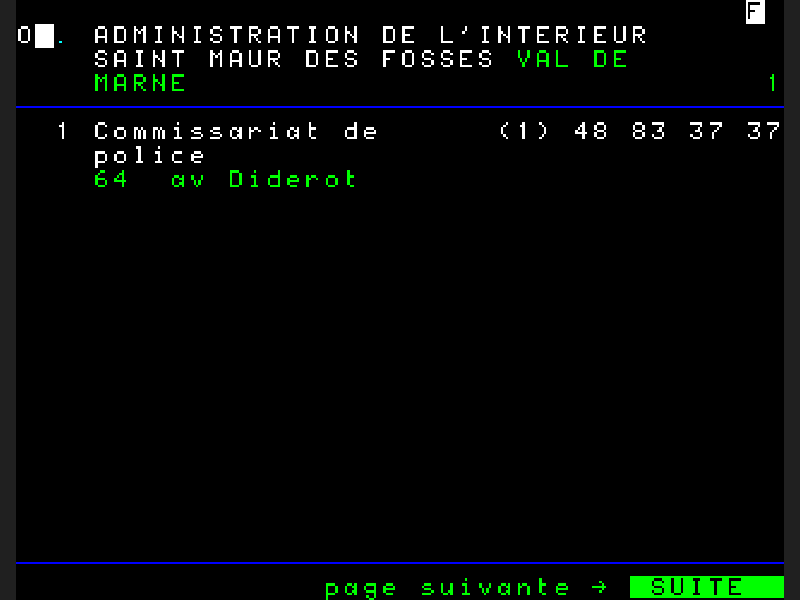 F
0 . ADMINISTRATION DE L'INTERIEUR
SAINT MAUR DES FOSSES VAL DE
MARNE 1
1 Commissariat de (1) 48 83 37 37
police
64 av Diderot
page suivante → SUITE